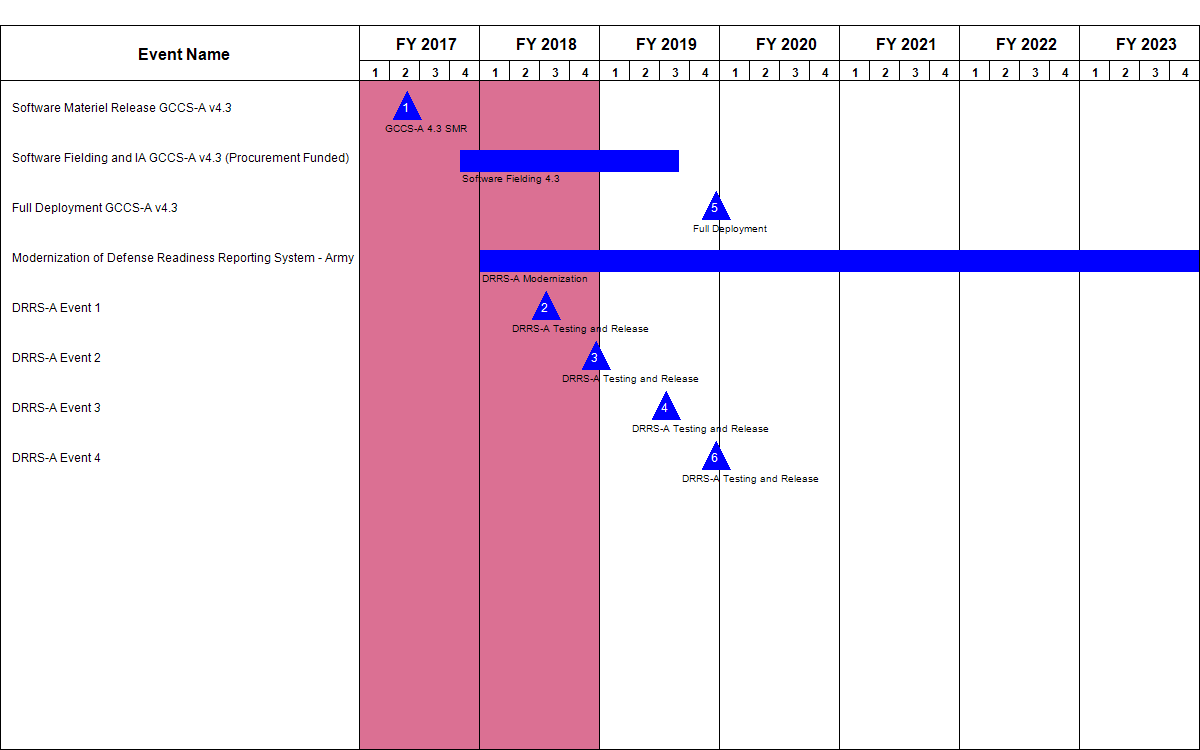 Event Name
FY 2017 FY 2018 FY 2019 FY 2020 FY 2021 FY 2022 FY 2023
1 2 3 4 1 2 3 4 1 2 3 4 1 2 3 4 1 2 3 4 1 2 3 4 1 2 3 4
Software Materiel Release GCCS-A v4.3
1
GCCS-A 4.3 SMR
Software Fielding and IA GCCS-A v4.3 (Procurement Funded)
Software Fielding 4.3
Full Deployment GCCS-A v4.3
5
Full Deployment
Modernization of Defense Readiness Reporting System - Army
DRRS-A Modernization
DRRS-A Event 1
2
DRRS-A Testing and Release
DRRS-A Event 2
3
DRRS-A Testing and Release
DRRS-A Event 3
4
DRRS-A Testing and Release
DRRS-A Event 4
6
DRRS-A Testing and Release